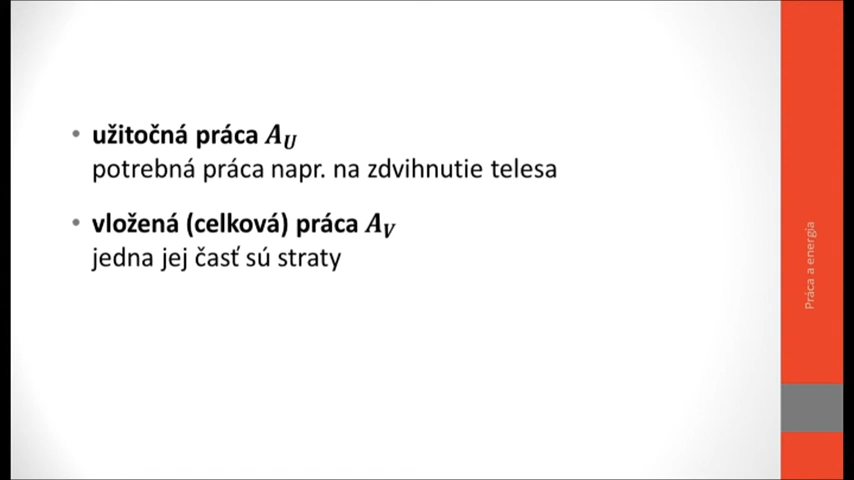 • užitočná práca A_U
potrebná práca napr. na zdvihnutie telesa
• vložená (celková) práca A_V
jedna jej časť sú straty
Práca a energia